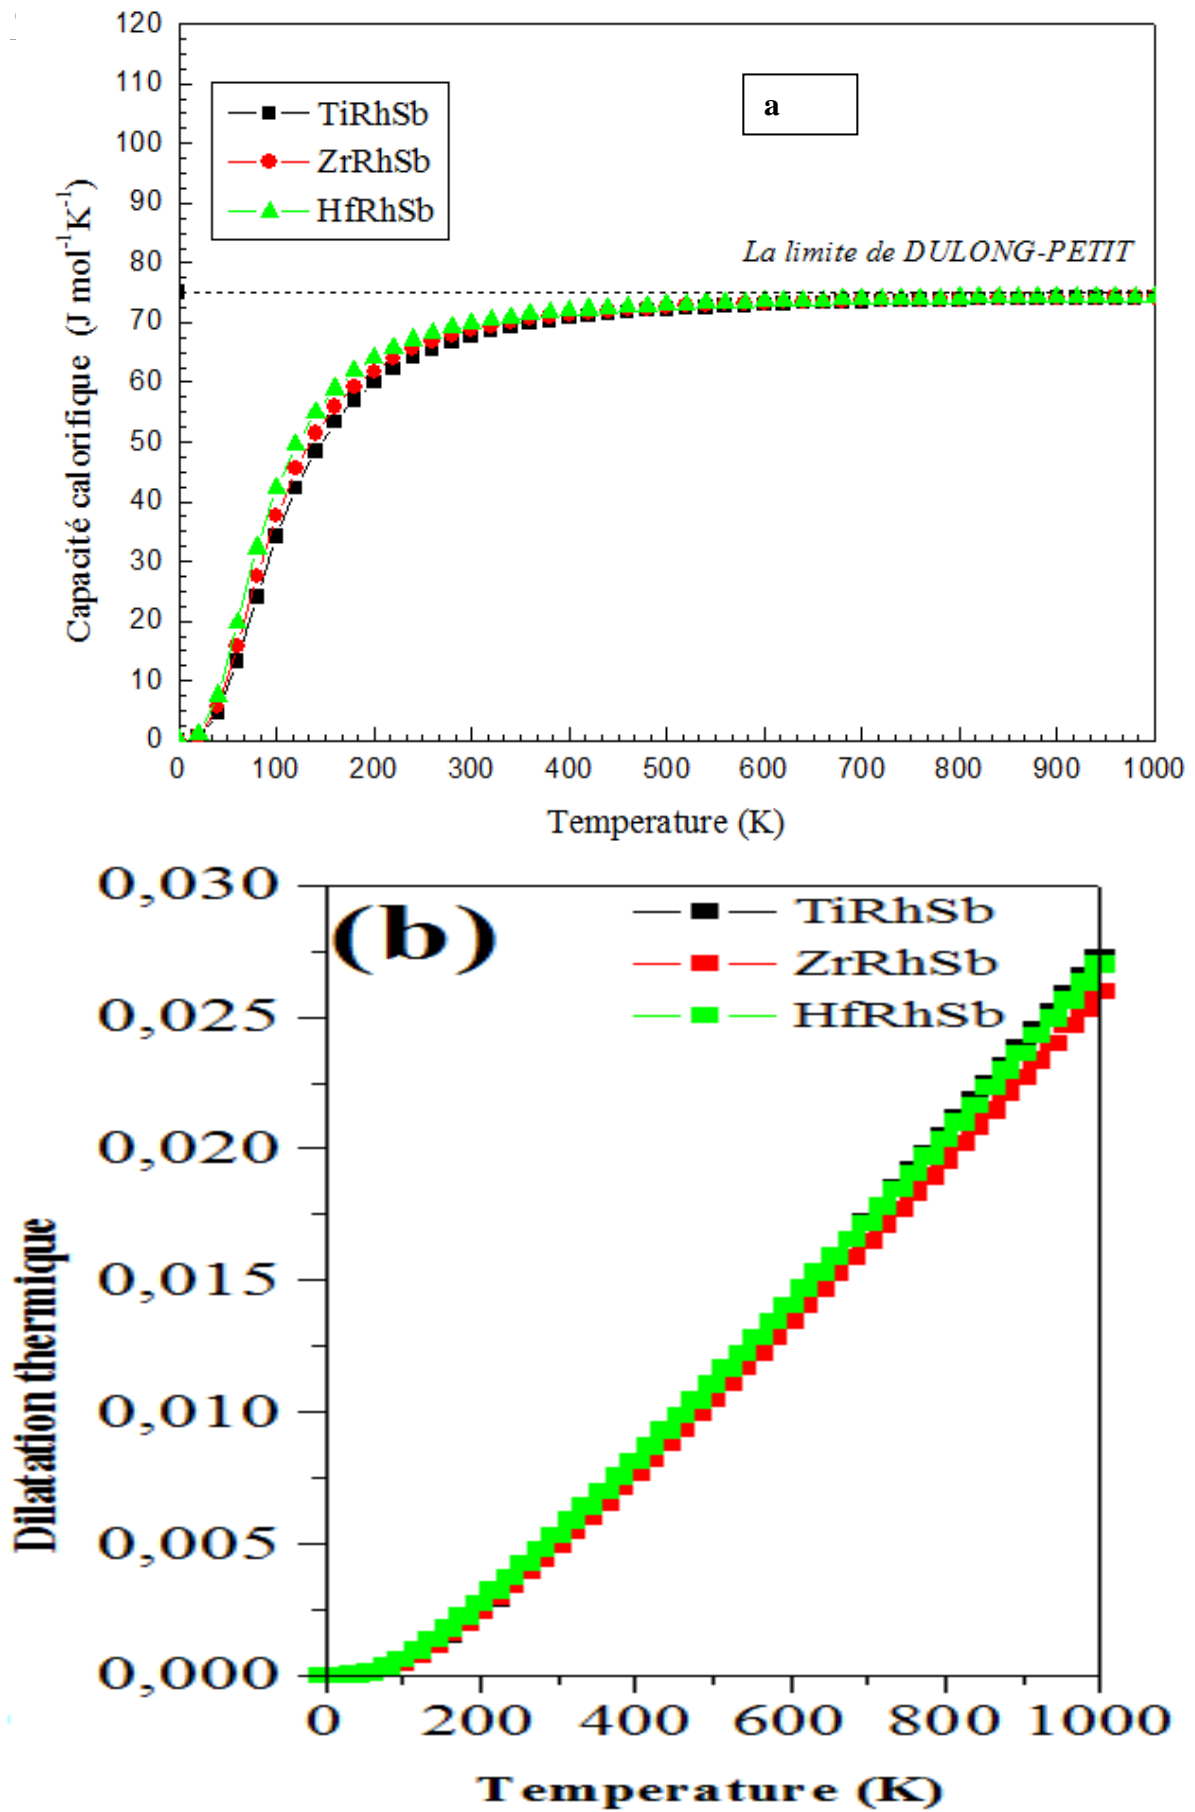 120
110
100
90
80
70
60
50
40
30
20
10
0
Capacité calorifique (J mol⁻¹K⁻¹)
TiRhSb
ZrRhSb
HfRhSb
a
La limite de DULONG-PETIT
0 100 200 300 400 500 600 700 800 900 1000
Temperature (K)
0,030
0,025
0,020
0,015
0,010
0,005
0,000
Dilatation thermique
(b)
TiRhSb
ZrRhSb
HfRhSb
0 200 400 600 800 1000
Temperature (K)